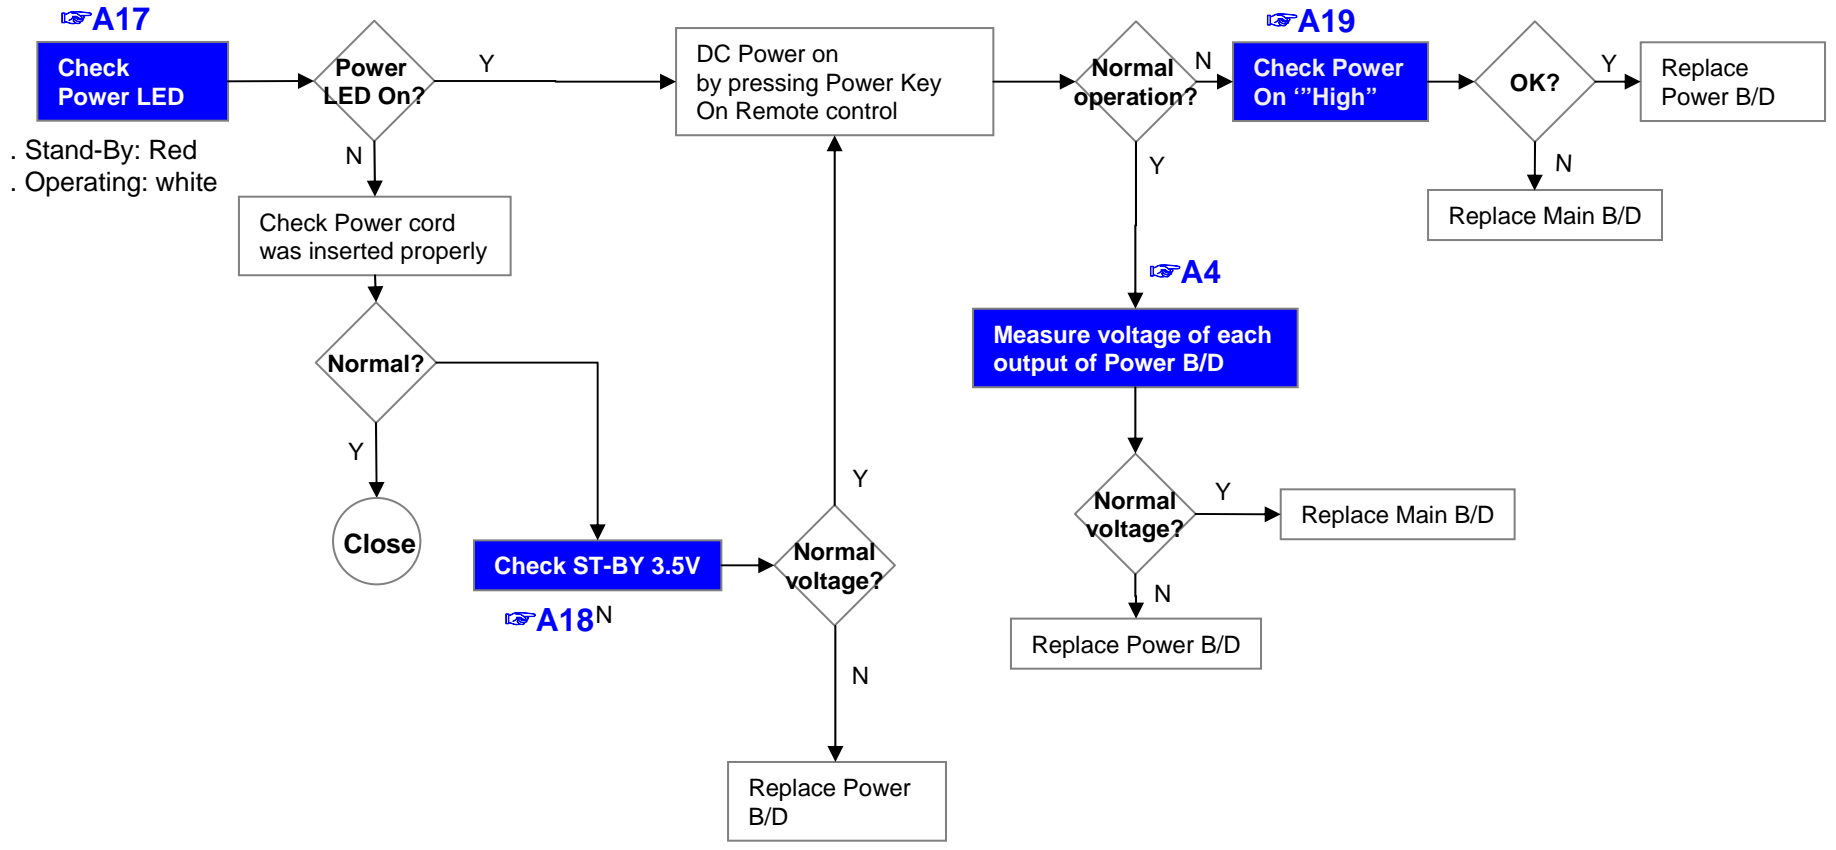 ☞A17
Check
Power LED
. Stand-By: Red
. Operating: white
Power
LED On?
Y
N
Check Power cord
was inserted properly
Normal?
Y
Close
Check ST-BY 3.5V
☞A18
N
Normal
voltage?
Y
N
Replace Power
B/D
DC Power on
by pressing Power Key
On Remote control
Normal
operation?
N
Y
☞A19
Check Power
On ‘”High”
OK?
Y
Replace
Power B/D
N
Replace Main B/D
☞A4
Measure voltage of each
output of Power B/D
Normal
voltage?
Y
Replace Main B/D
N
Replace Power B/D